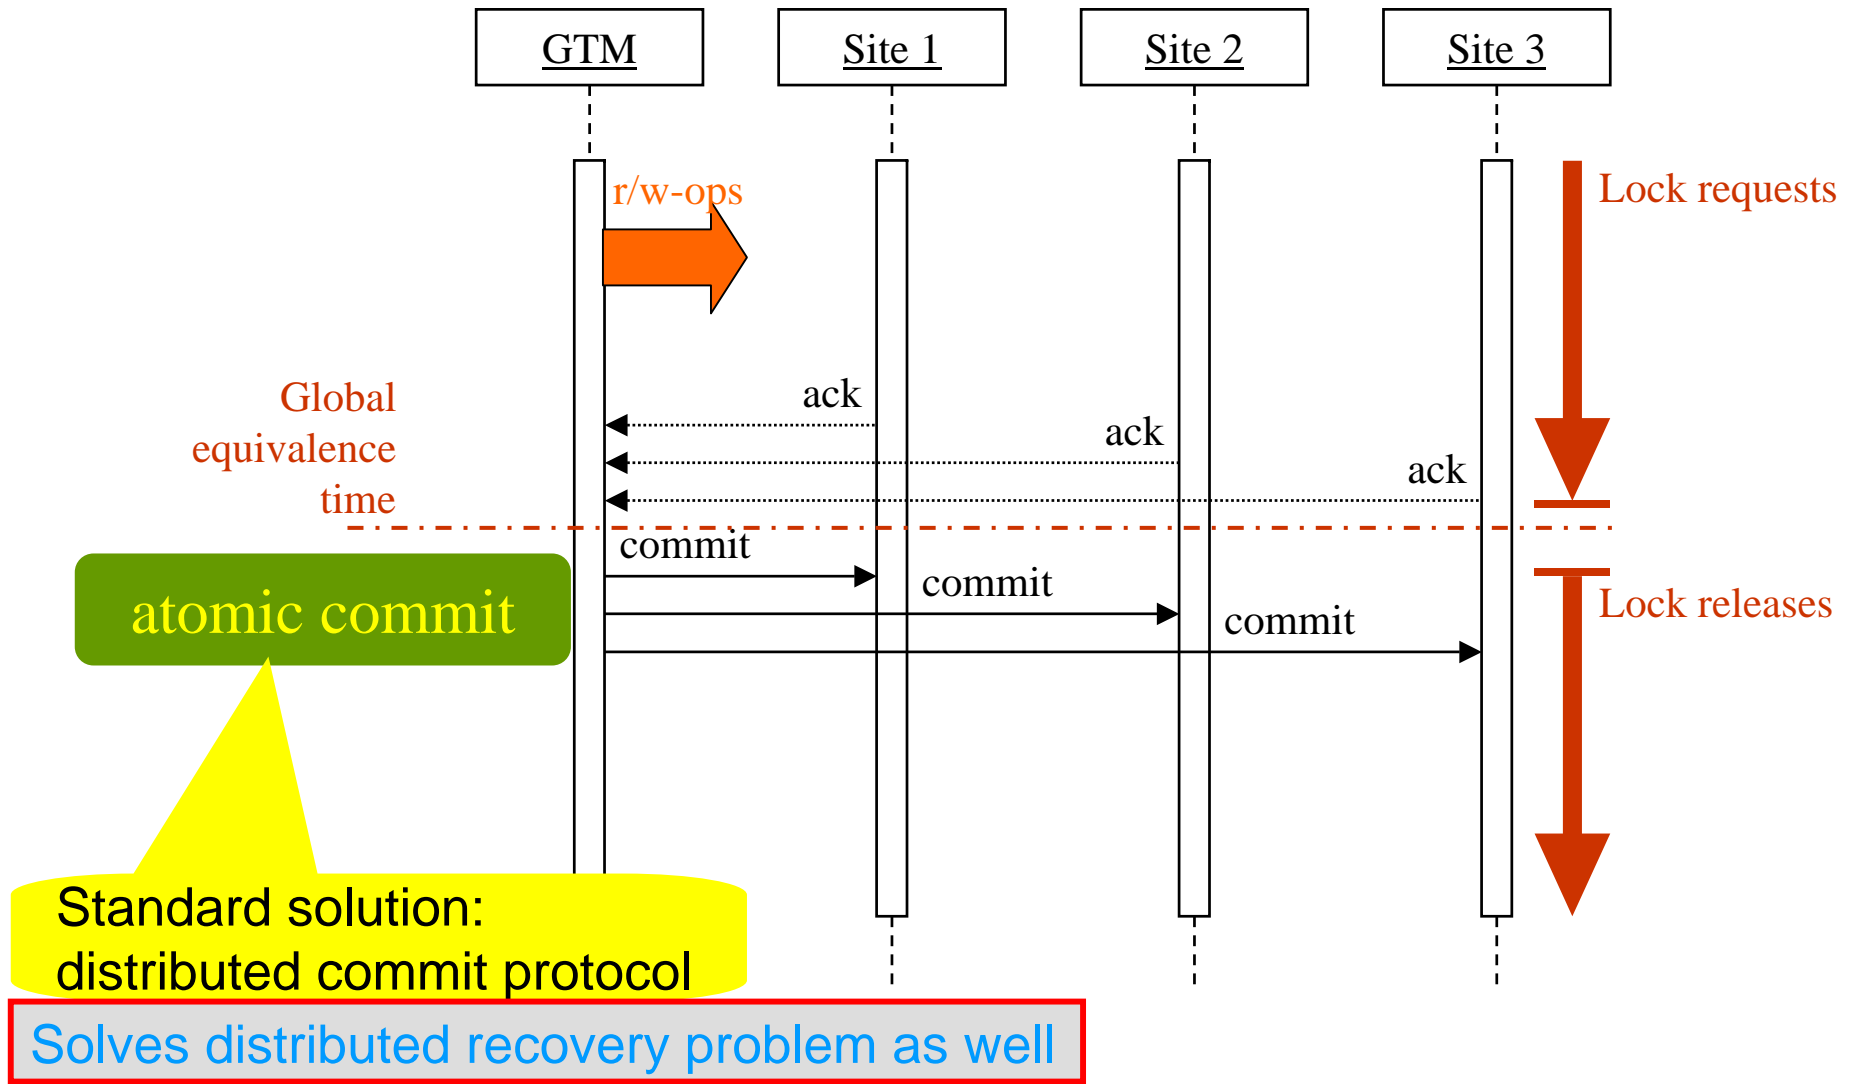 GTM
Site 1
Site 2
Site 3
r/w-ops
Lock requests
Global
equivalence
time
ack
ack
ack
commit
commit
commit
atomic commit
Lock releases
Standard solution:
distributed commit protocol
Solves distributed recovery problem as well